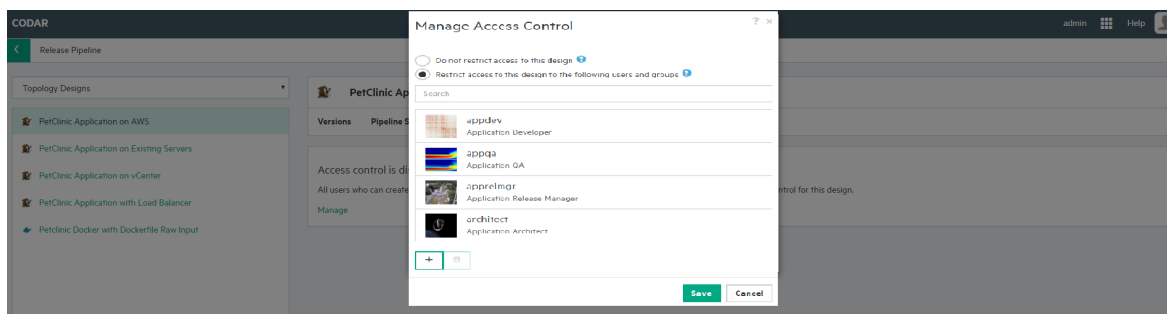 CODAR
admin
Help
Release Pipeline
Topology Designs
PetClinic Application on AWS
PetClinic Application on Existing Servers
PetClinic Application on vCenter
PetClinic Application with Load Balancer
Petclinic Docker with Dockerfile Raw Input
PetClinic Ap
Versions Pipeline S
Access control is di
All users who can create
ntrol for this design.
Manage
Manage Access Control
? ×
Do not restrict access to this design ?
Restrict access to this design to the following users and groups ?
Search
appdev
Application Developer
appqa
Application QA
apprelmgr
Application Release Manager
architect
Application Architect
+
Save Cancel